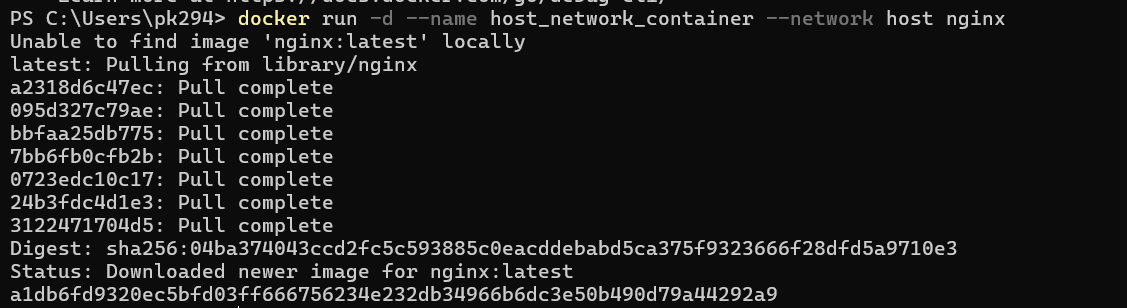 PS C:\Users\pk294> docker run -d --name host_network_container --network host nginx
Unable to find image 'nginx:latest' locally
latest: Pulling from library/nginx
a2318d6c47ec: Pull complete
095d327c79ae: Pull complete
bbfaa25db775: Pull complete
7bb6fb0cfb2b: Pull complete
0723edc10c17: Pull complete
24b3fdc4d1e3: Pull complete
3122471704d5: Pull complete
Digest: sha256:04ba374043ccd2fc5c593885c0eacddebabd5ca375f9323666f28dfd5a9710e3
Status: Downloaded newer image for nginx:latest
a1db6fd9320ec5bfd03ff666756234e232db34966b6dc3e50b490d79a44292a9